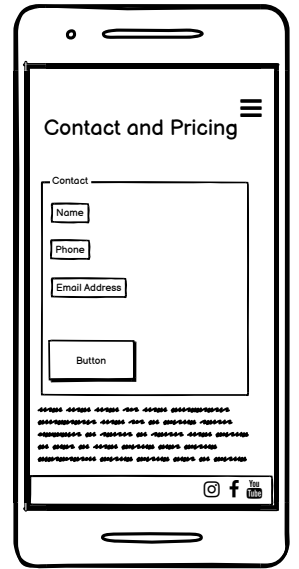 Contact and Pricing
Contact
Name
Phone
Email Address
Button
You
Tube